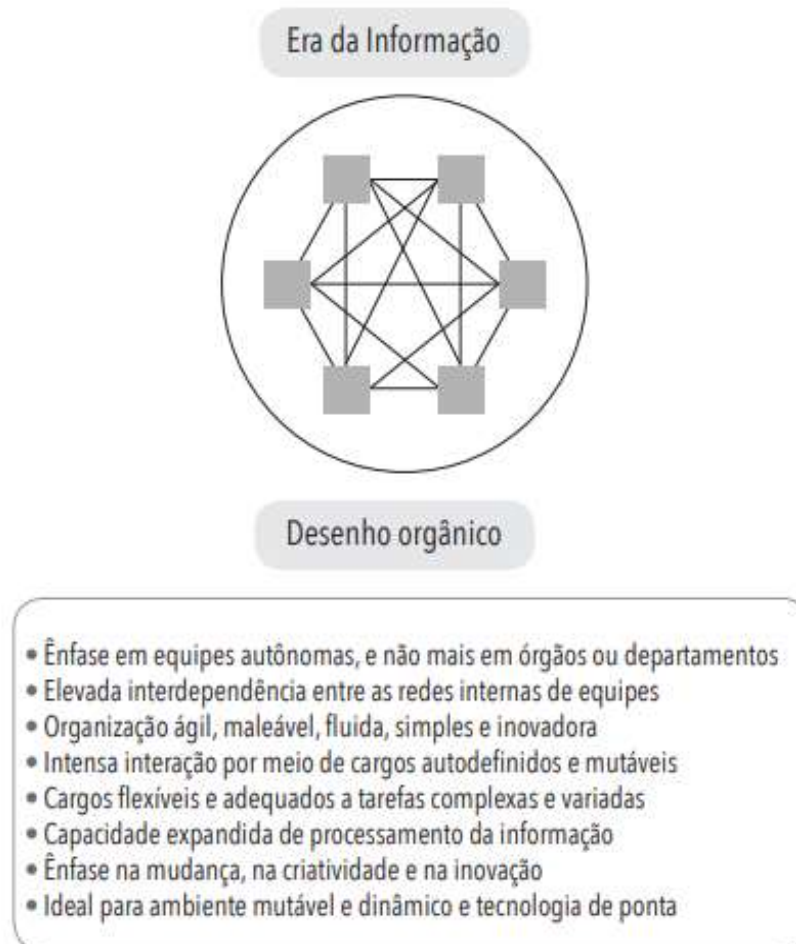 Era da Informação
Desenho orgânico
• Ênfase em equipes autônomas, e não mais em órgãos ou departamentos
• Elevada interdependência entre as redes internas de equipes
• Organização ágil, maleável, fluida, simples e inovadora
• Intensa interação por meio de cargos autodefinidos e mutáveis
• Cargos flexíveis e adequados a tarefas complexas e variadas
• Capacidade expandida de processamento da informação
• Ênfase na mudança, na criatividade e na inovação
• Ideal para ambiente mutável e dinâmico e tecnologia de ponta